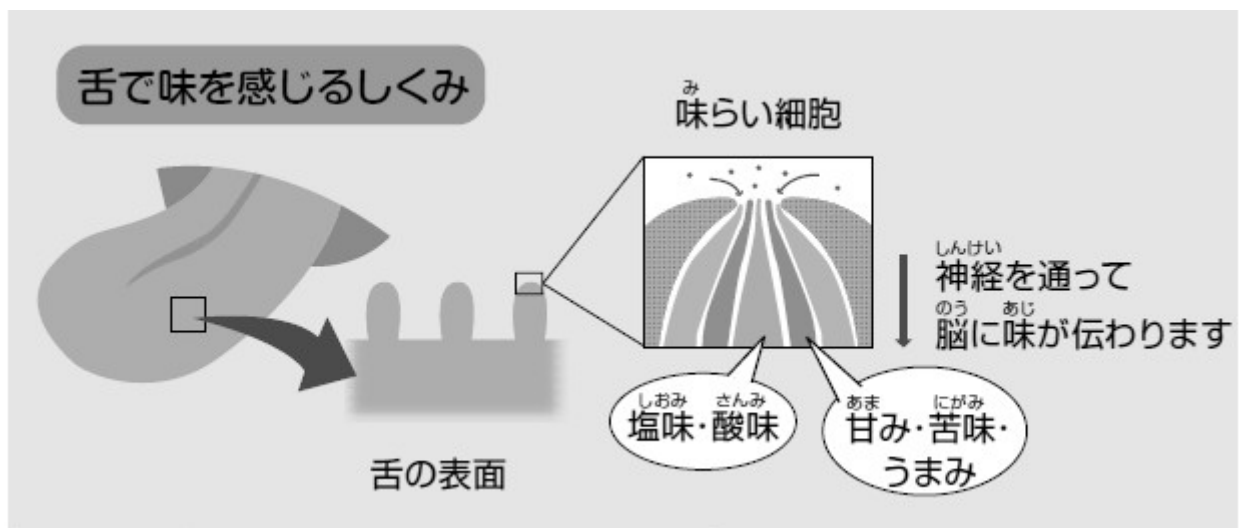 舌で味を感じるしくみ
み
味らい細胞
しんけい
神経を通って
のう あじ
脳に味が伝わります
しおみ さんみ
塩味・酸味
あま にがみ
甘み・苦味・
うまみ
舌の表面